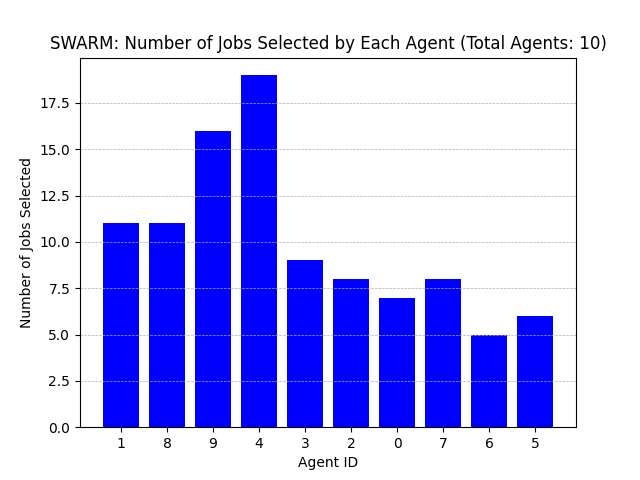 SWARM: Number of Jobs Selected by Each Agent (Total Agents: 10)
Number of Jobs Selected
17.5
15.0
12.5
10.0
7.5
5.0
2.5
0.0
1 8 9 4 3 2 0 7 6 5
Agent ID